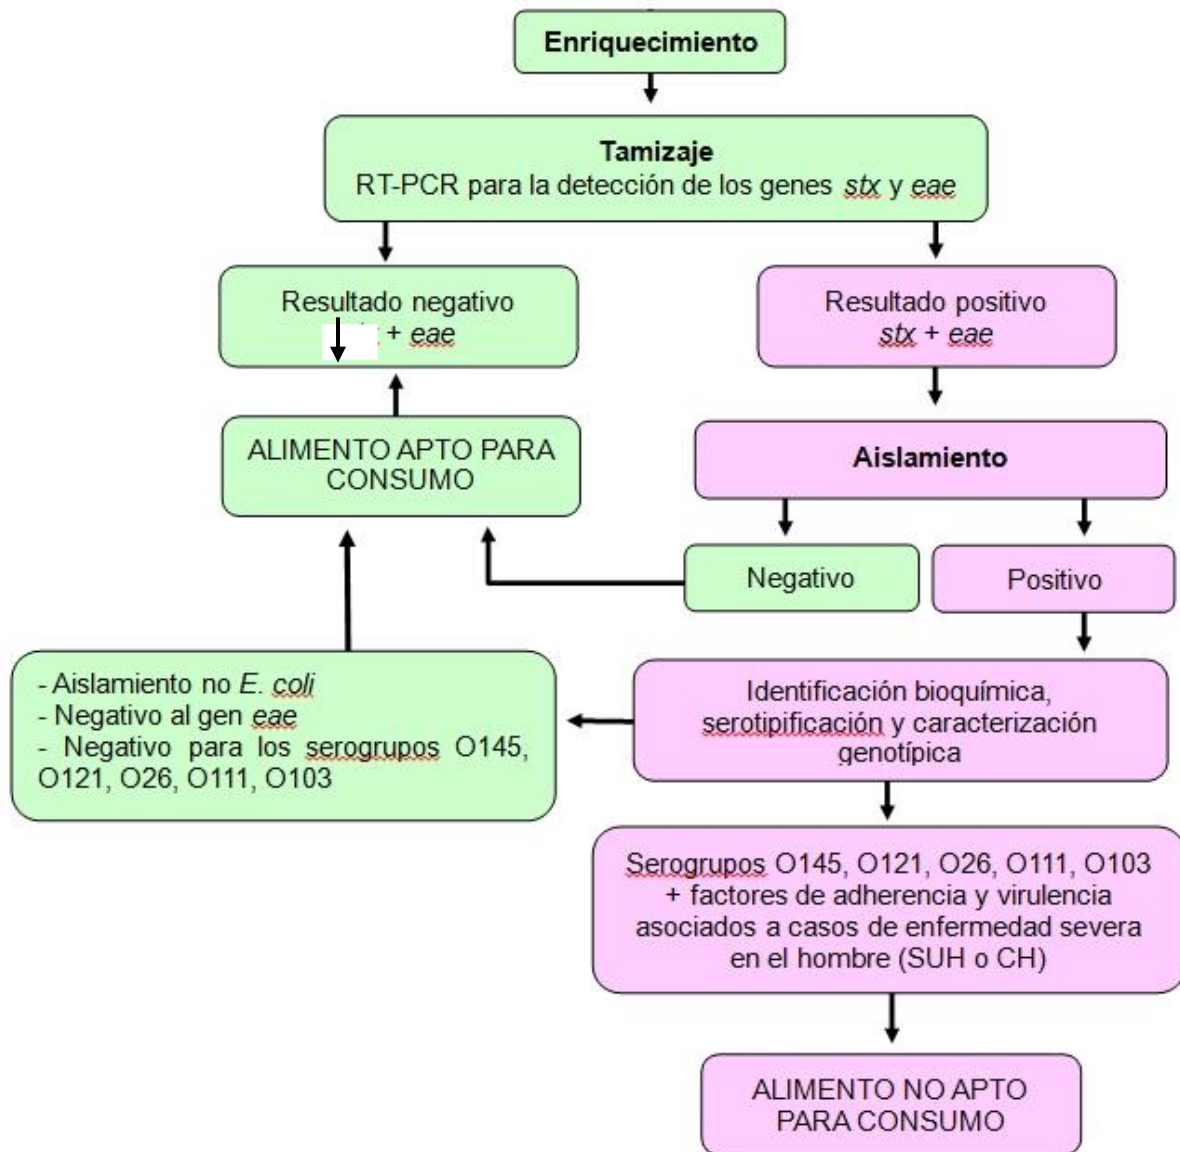 Enriquecimiento
Tamizaje
RT-PCR para la detección de los genes stx y eae
Resultado negativo
+ eae
Resultado positivo
stx + eae
ALIMENTO APTO PARA
CONSUMO
Aislamiento
Negativo
Positivo
- Aislamiento no E. coli
- Negativo al gen eae
- Negativo para los serogrupos O145,
O121, O26, O111, O103
Identificación bioquímica,
serotipificación y caracterización
genotípica
Serogrupos O145, O121, O26, O111, O103
+ factores de adherencia y virulencia
asociados a casos de enfermedad severa
en el hombre (SUH o CH)
ALIMENTO NO APTO
PARA CONSUMO